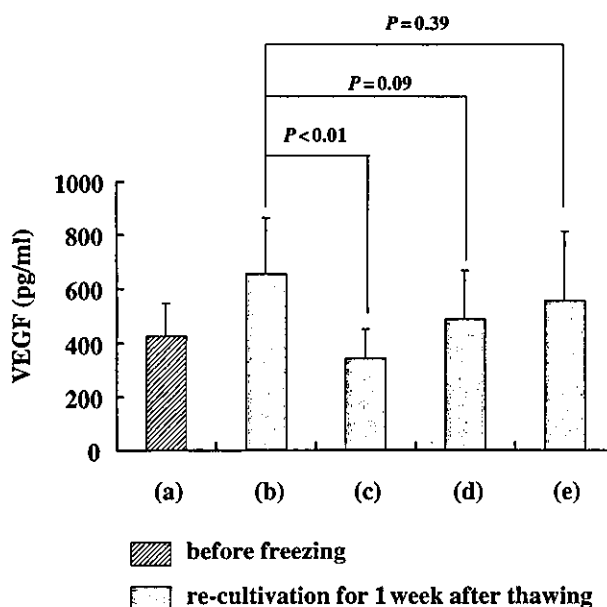 P=0.39
P=0.09
P<0.01
1000
800
600
400
200
0
VEGF (pg/ml)
(a) (b) (c) (d) (e)
before freezing
re-cultivation for 1 week after thawing